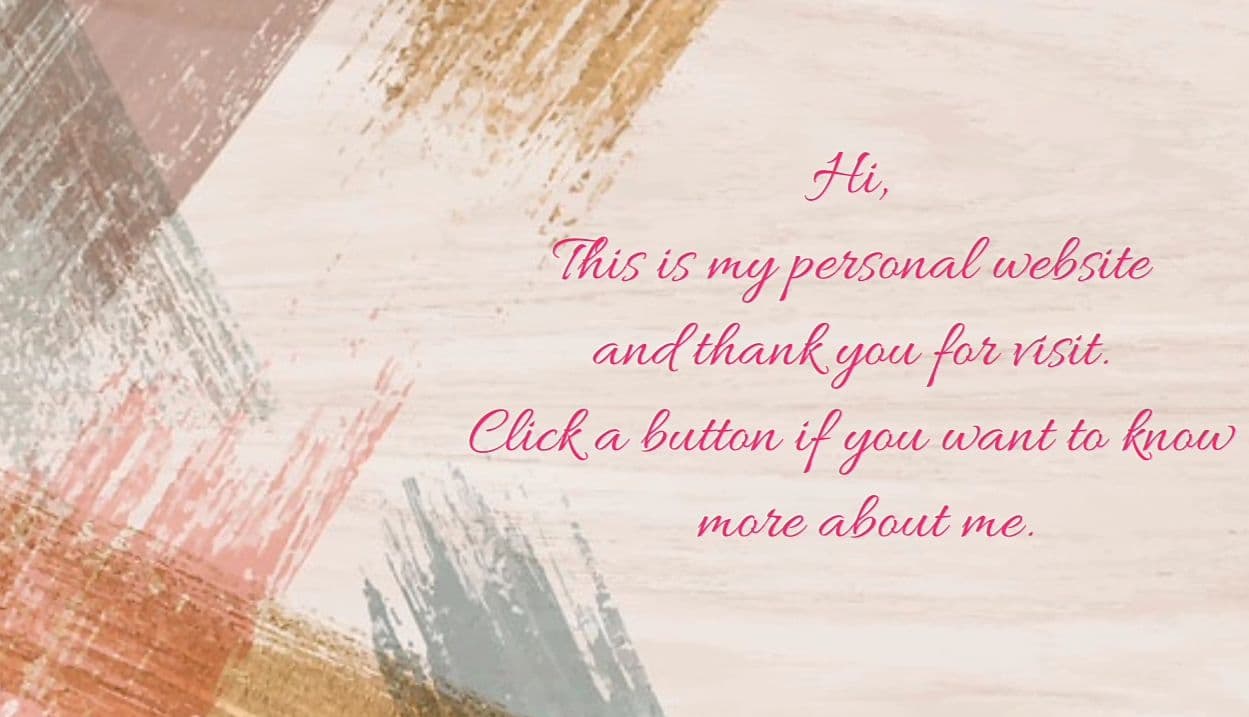 Hi,
This is my personal website
and thank you for visit.
Click a button if you want to know
more about me.